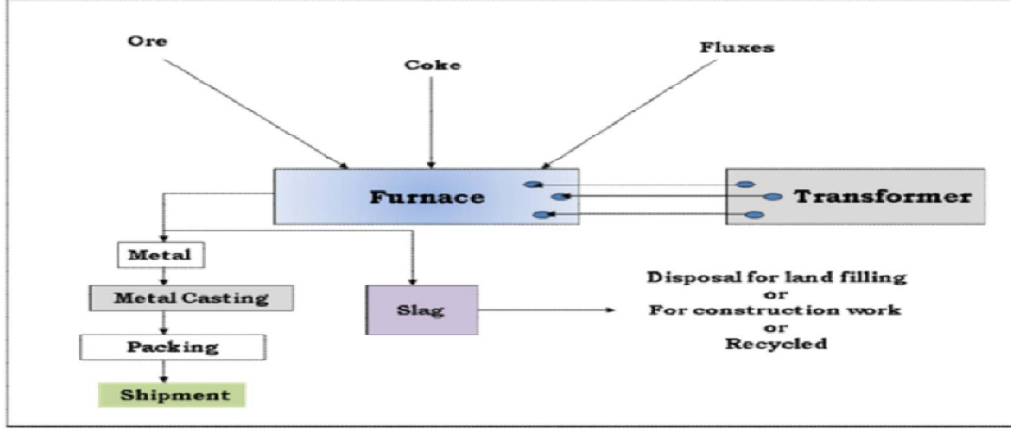 Ore
Coke
Fluxes
Furnace
Transformer
Metal
Metal Casting
Slag
Packing
Shipment
Disposal for land filling
or
For construction work
or
Recycled